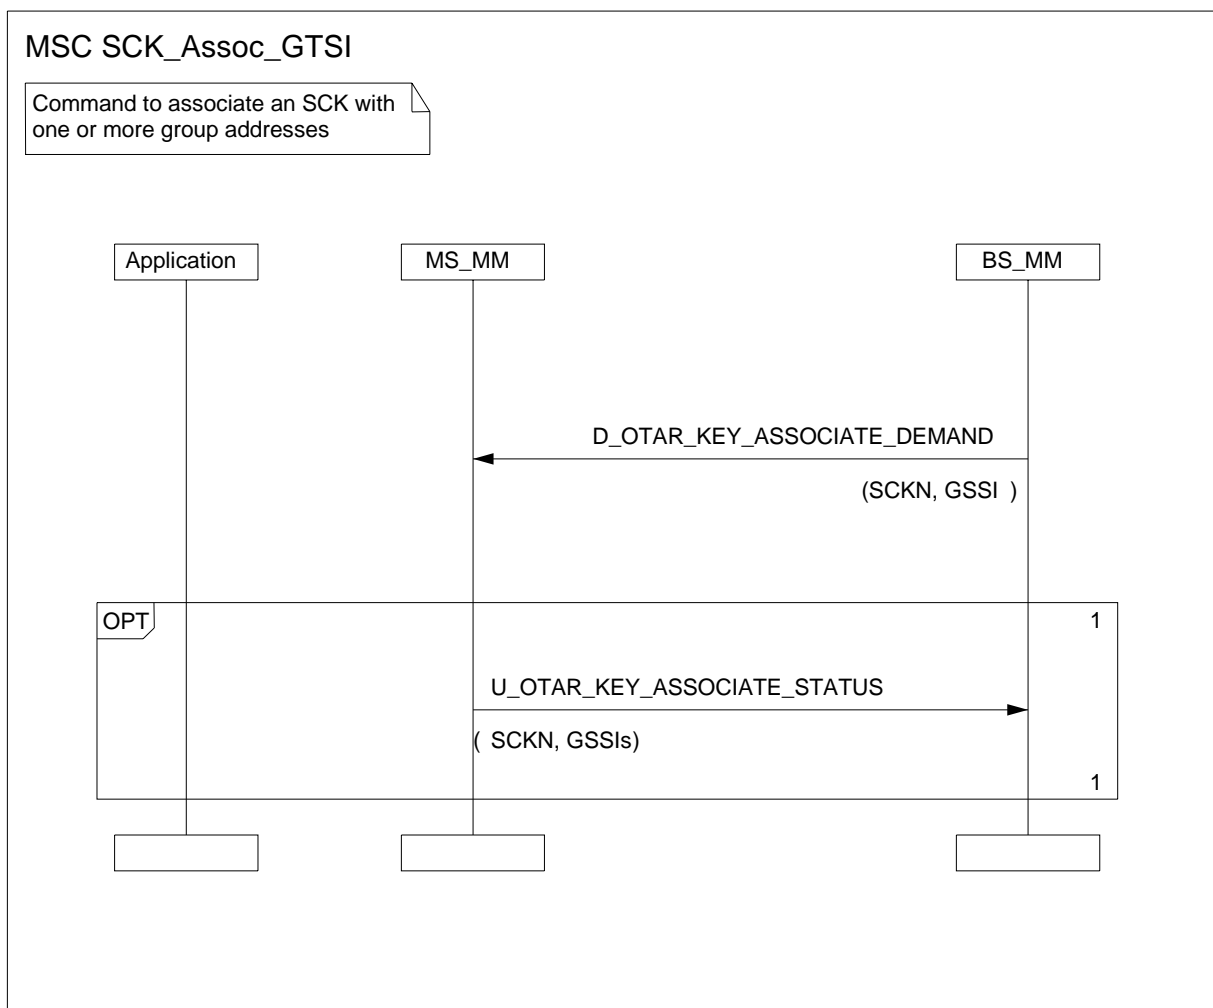 MSC SCK_Assoc_GTSI
Command to associate an SCK with
one or more group addresses
Application
MS_MM
BS_MM
D_OTAR_KEY_ASSOCIATE_DEMAND
(SCKN, GSSI )
OPT
1
U_OTAR_KEY_ASSOCIATE_STATUS
( SCKN, GSSIs)
1